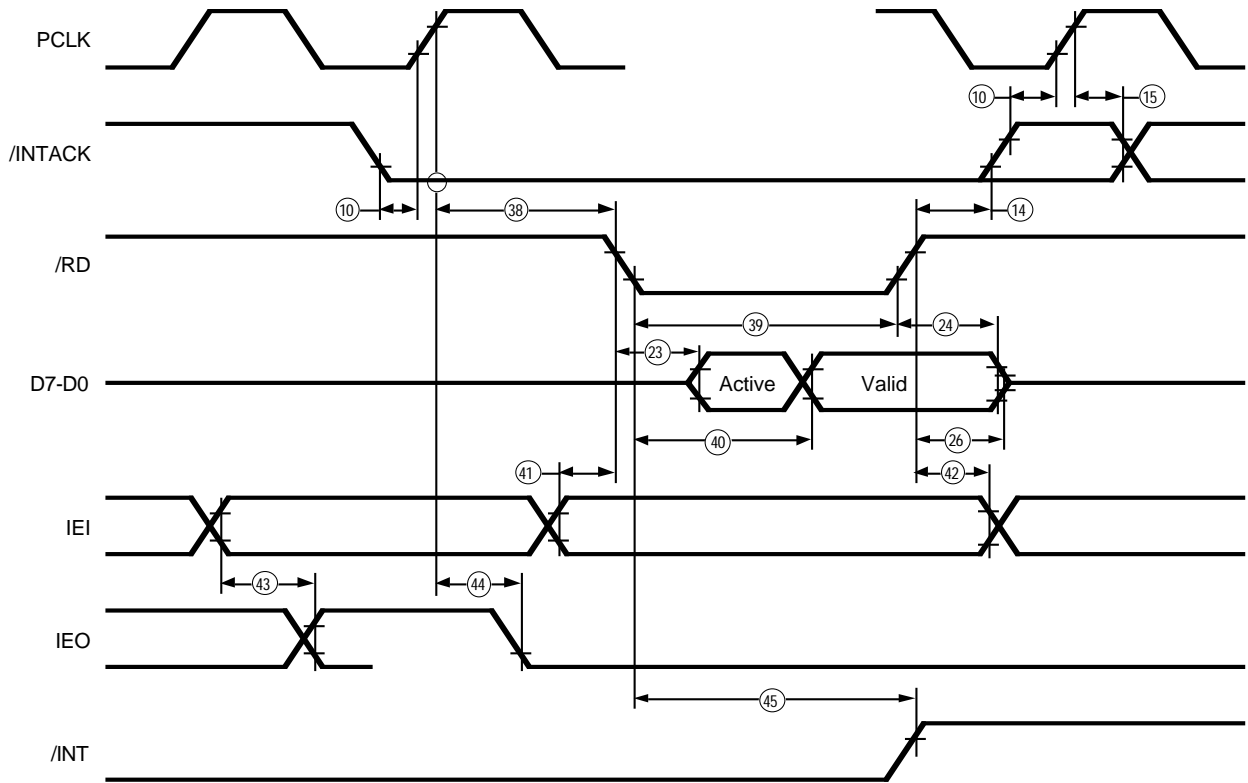 PCLK
10
15
/INTACK
10
38
14
/RD
39
24
23
D7-D0
Active
Valid
40
26
41
42
IEI
43
44
IEO
45
/INT